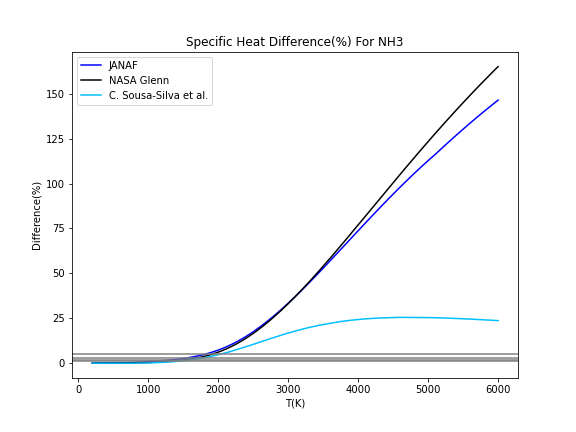 Specific Heat Difference(%) For NH3
JANAF
NASA Glenn
C. Sousa-Silva et al.
Difference(%)
150
125
100
75
50
25
0
0 1000 2000 3000 4000 5000 6000
T(K)